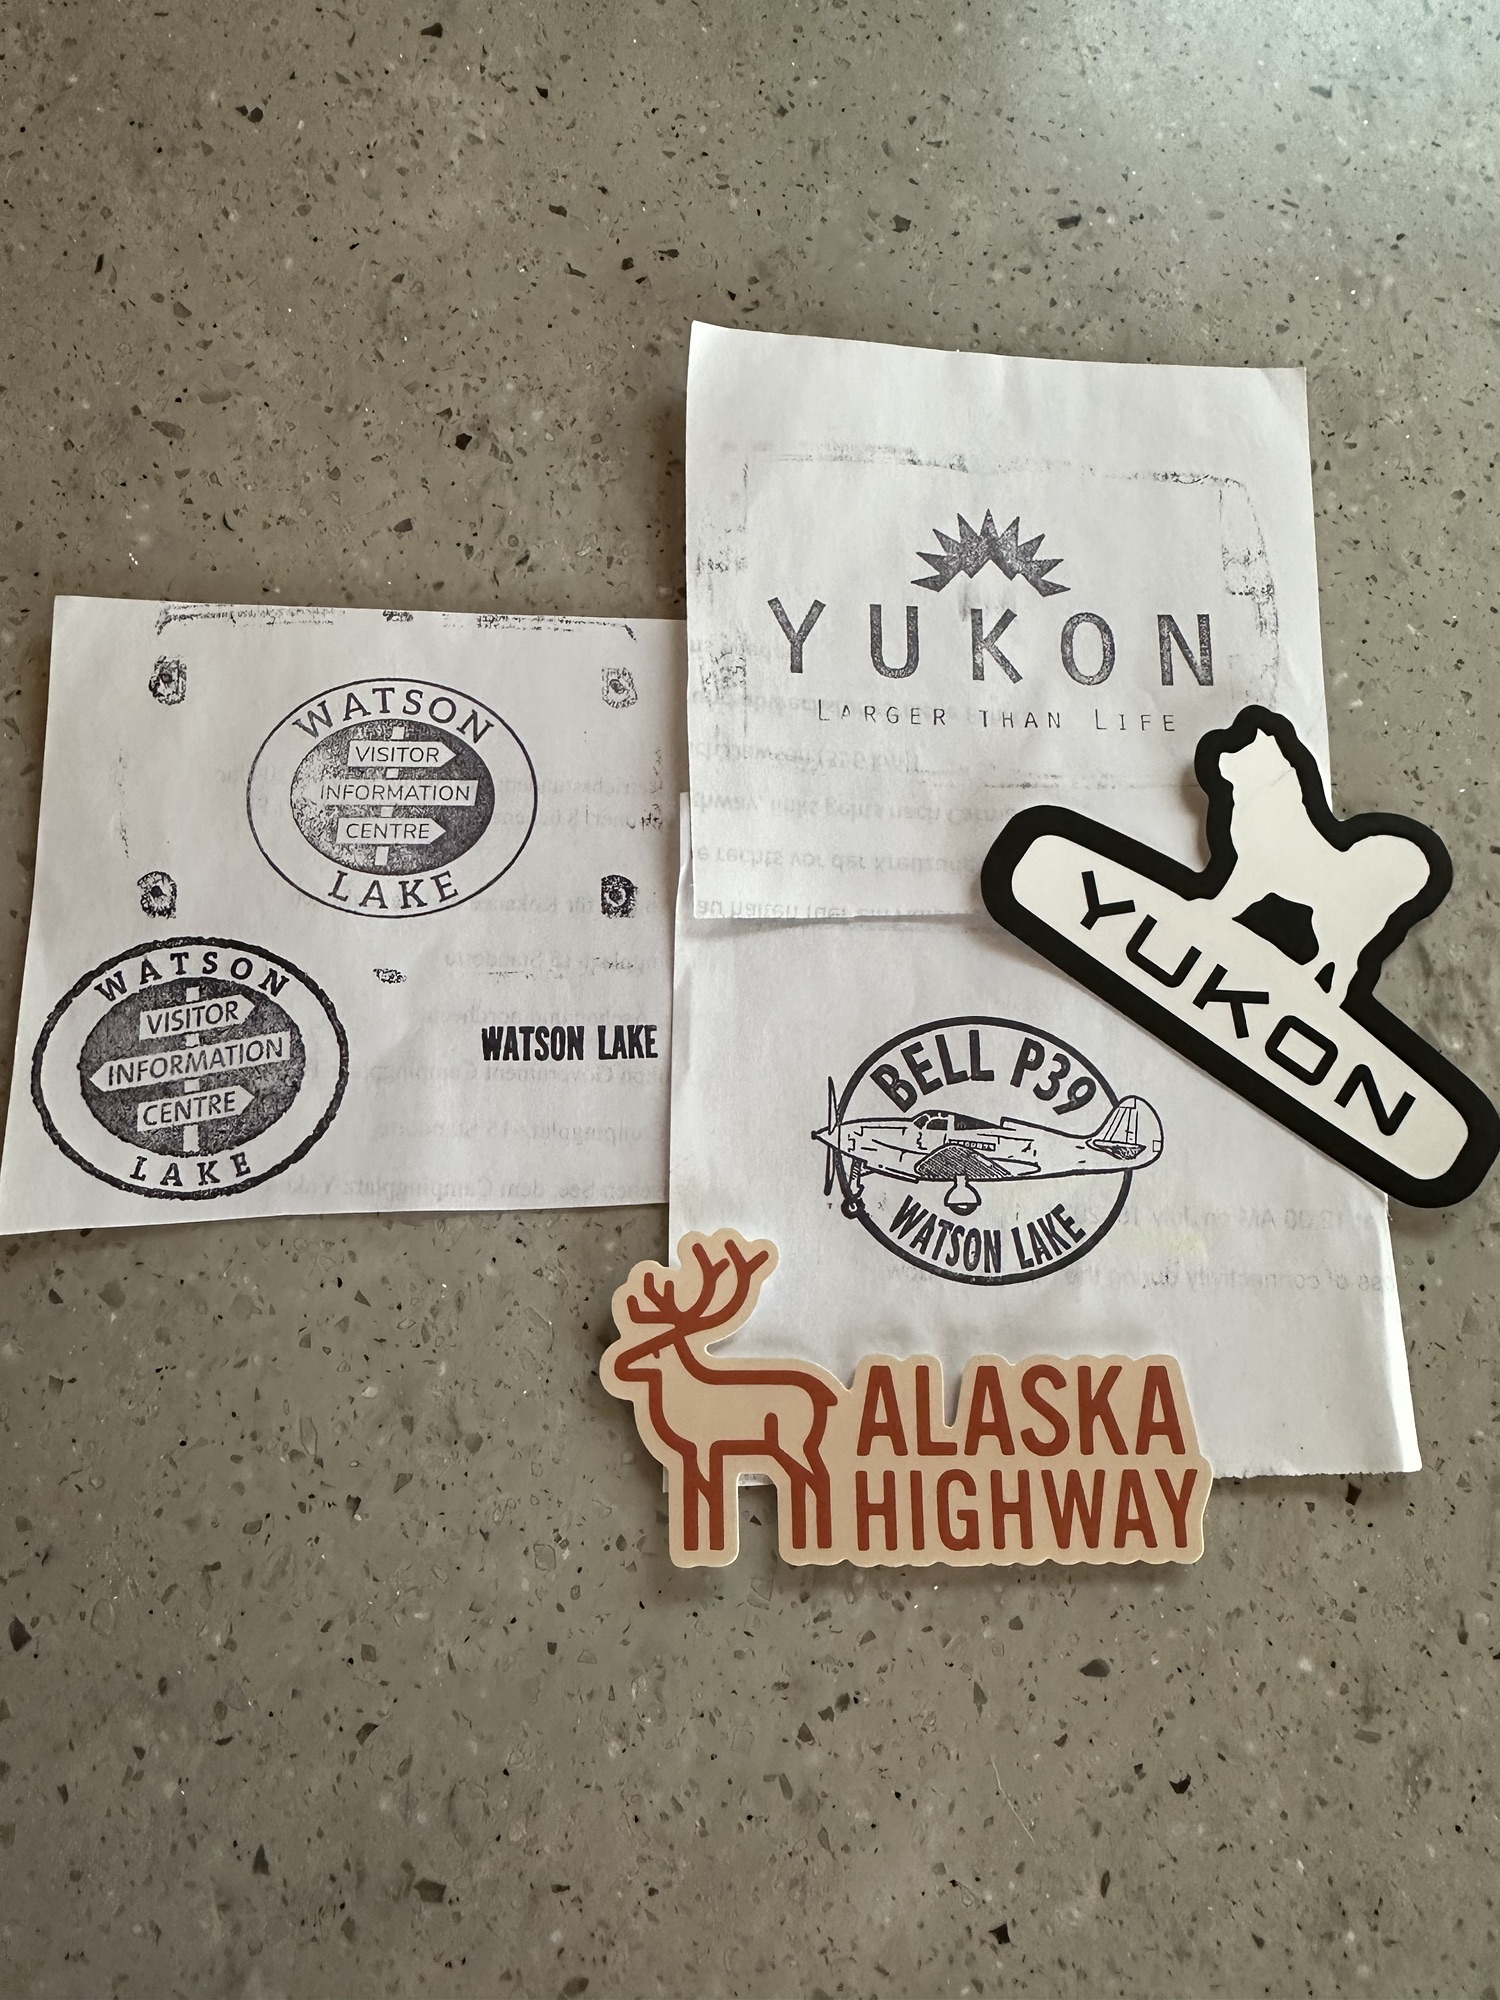 YUKON
LARGER THAN LIFE
WATSON
VISITOR
INFORMATION
CENTRE
LAKE
WATSON
VISITOR
INFORMATION
CENTRE
LAKE
WATSON LAKE
YUKON
BELL P39
WATSON LAKE
ALASKA
HIGHWAY